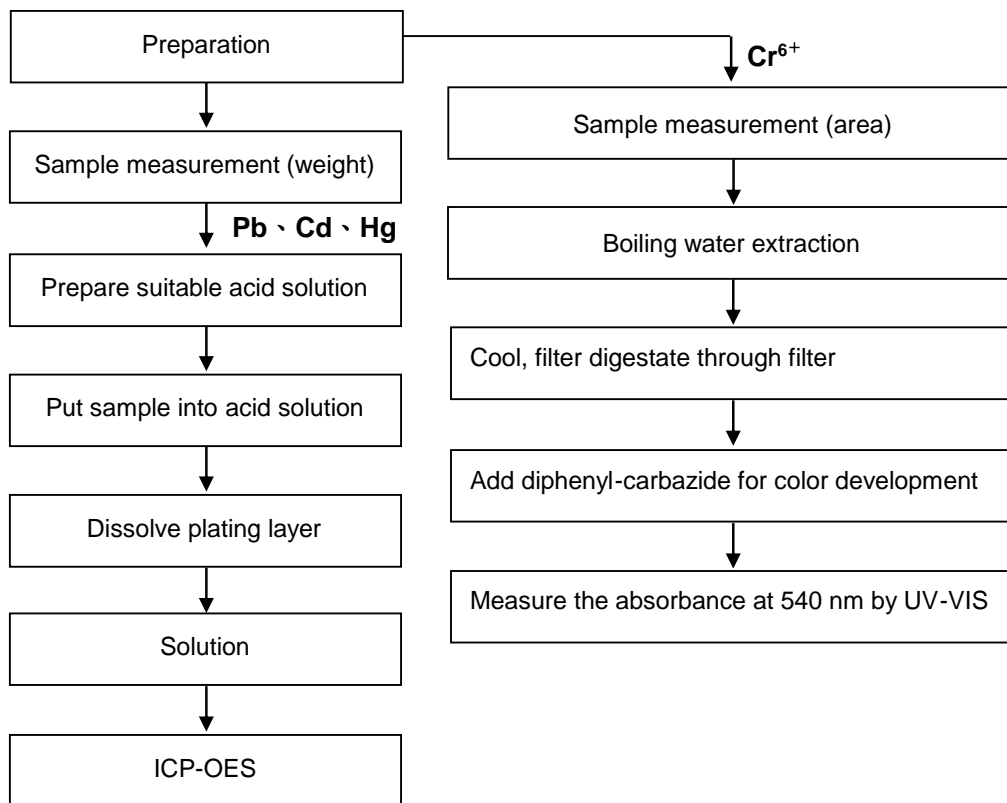 Preparation
Sample measurement (weight)
Pb、Cd、Hg
Prepare suitable acid solution
Put sample into acid solution
Dissolve plating layer
Solution
ICP-OES
Cr⁶⁺
Sample measurement (area)
Boiling water extraction
Cool, filter digestate through filter
Add diphenyl-carbazide for color development
Measure the absorbance at 540 nm by UV-VIS